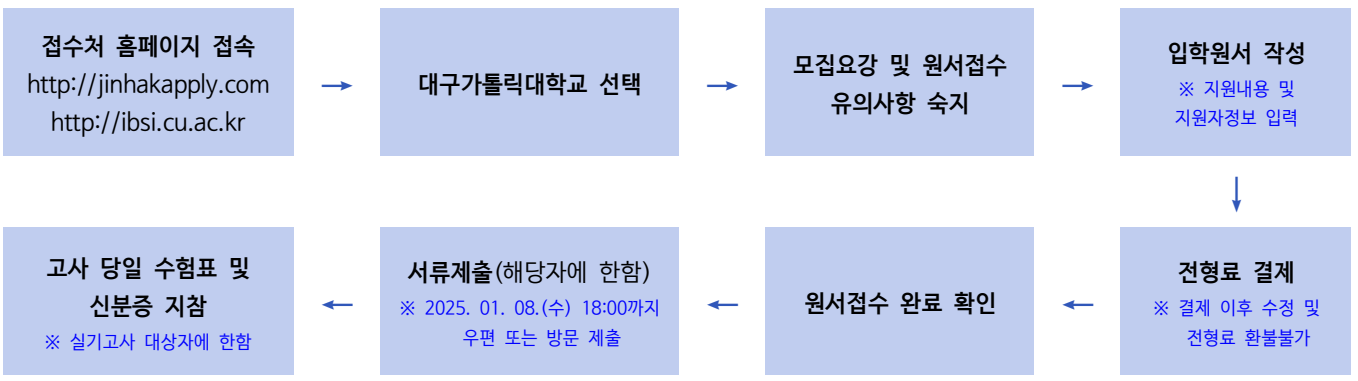 접수처 홈페이지 접속
http://jinhakapply.com
http://ibsi.cu.ac.kr
대구가톨릭대학교 선택
모집요강 및 원서접수
유의사항 숙지
입학원서 작성
※ 지원내용 및
지원자정보 입력
전형료 결제
※ 결제 이후 수정 및
전형료 환불불가
원서접수 완료 확인
서류제출(해당자에 한함)
※ 2025. 01. 08.(수) 18:00까지
우편 또는 방문 제출
고사 당일 수험표 및
신분증 지참
※ 실기고사 대상자에 한함